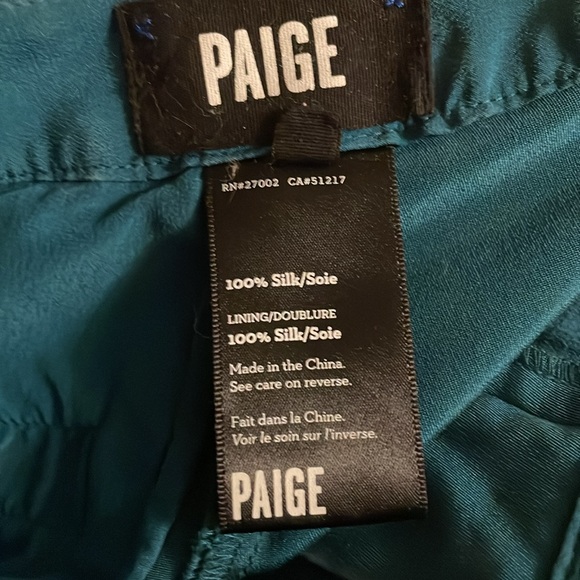 PAIGE
RN#27002 CA#51217
100% Silk/Soie
LINING/DOUBLURE
100% Silk/Soie
Made in the China.
See care on reverse.
Fait dans la Chine.
Voir le soin sur l'inverse.
PAIGE